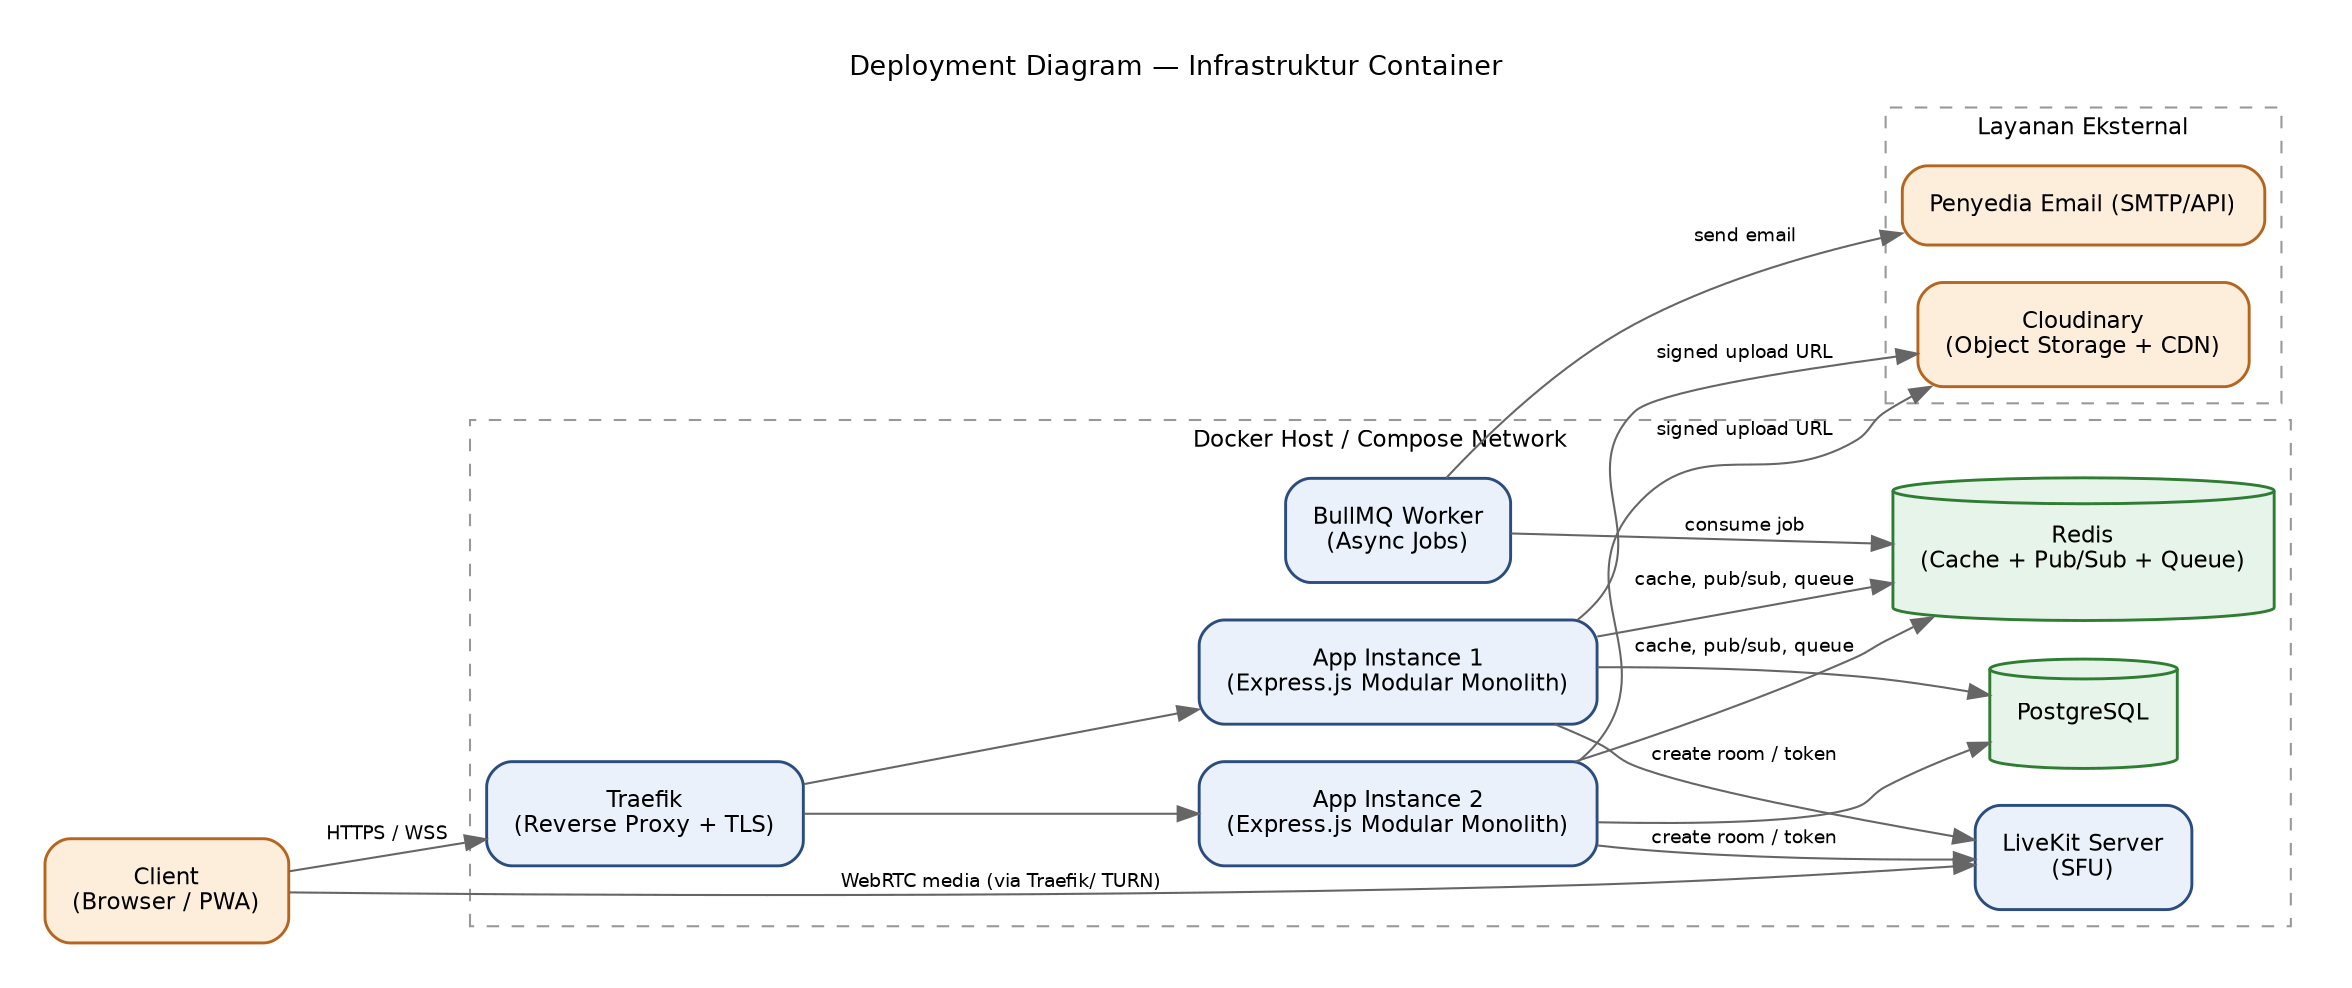 Deployment Diagram — Infrastruktur Container
Layanan Eksternal
Penyedia Email (SMTP/API)
send email
Cloudinary
(Object Storage + CDN)
signed upload URL
signed upload URL
Docker Host / Compose Network
BullMQ Worker
(Async Jobs)
consume job
Redis
(Cache + Pub/Sub + Queue)
cache, pub/sub, queue
cache, pub/sub, queue
App Instance 1
(Express.js Modular Monolith)
PostgreSQL
create room / token
Traefik
(Reverse Proxy + TLS)
App Instance 2
(Express.js Modular Monolith)
create room / token
LiveKit Server
(SFU)
HTTPS / WSS
Client
(Browser / PWA)
WebRTC media (via Traefik/ TURN)